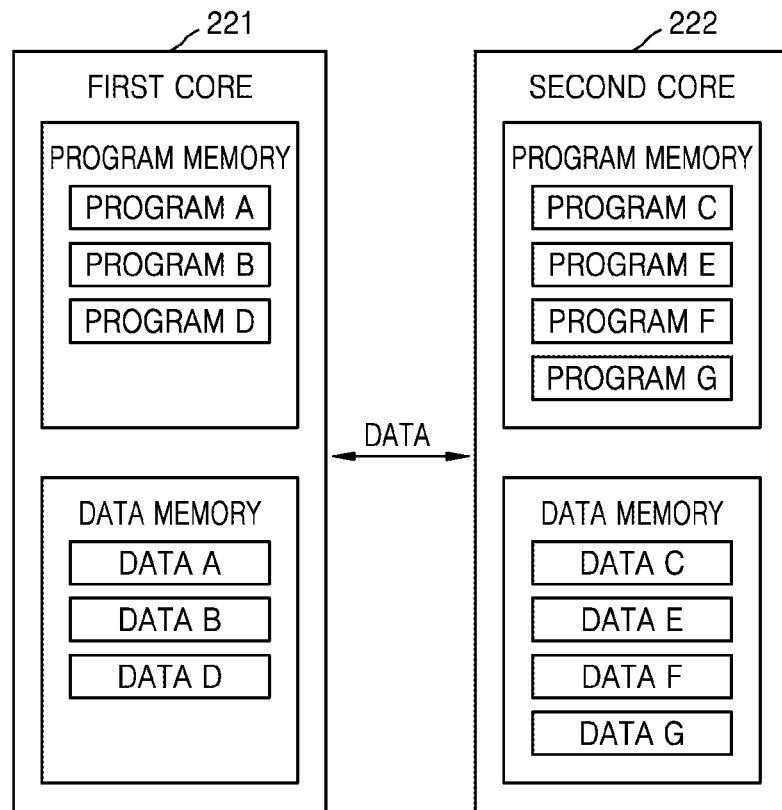 221
FIRST CORE
PROGRAM MEMORY
PROGRAM A
PROGRAM B
PROGRAM D
DATA MEMORY
DATA A
DATA B
DATA D
DATA
222
SECOND CORE
PROGRAM MEMORY
PROGRAM C
PROGRAM E
PROGRAM F
PROGRAM G
DATA MEMORY
DATA C
DATA E
DATA F
DATA G